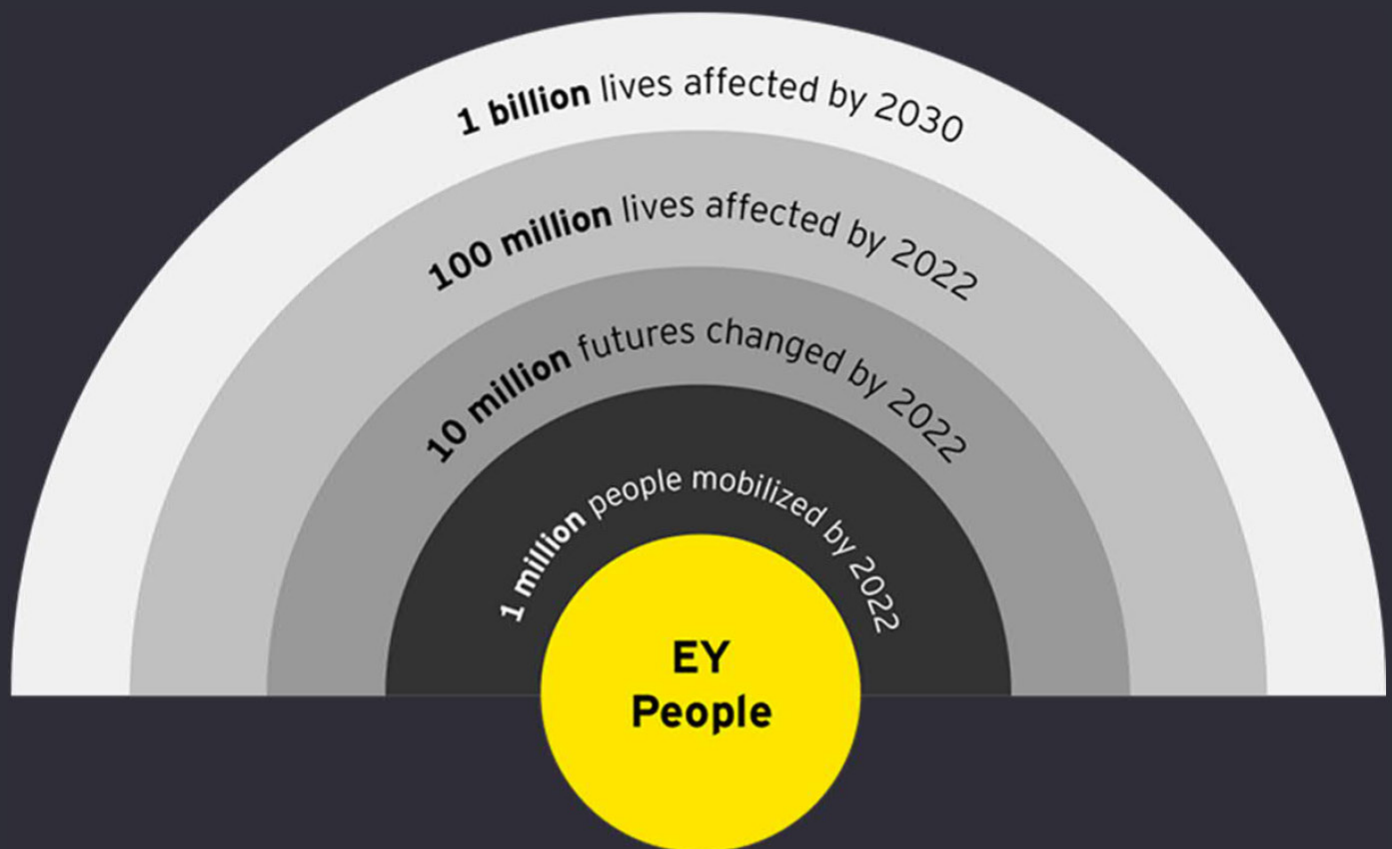 1 billion lives affected by 2030
100 million lives affected by 2022
10 million futures changed by 2022
1 million people mobilized by 2022
EY
People